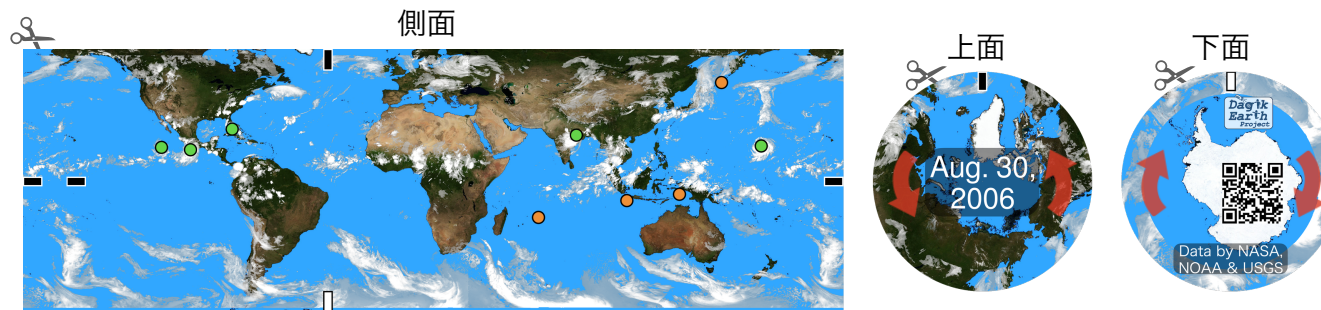 側面
上面
下面
Aug. 30,
2006
Dagik
Earth
Project
Data by NASA,
NOAA & USGS